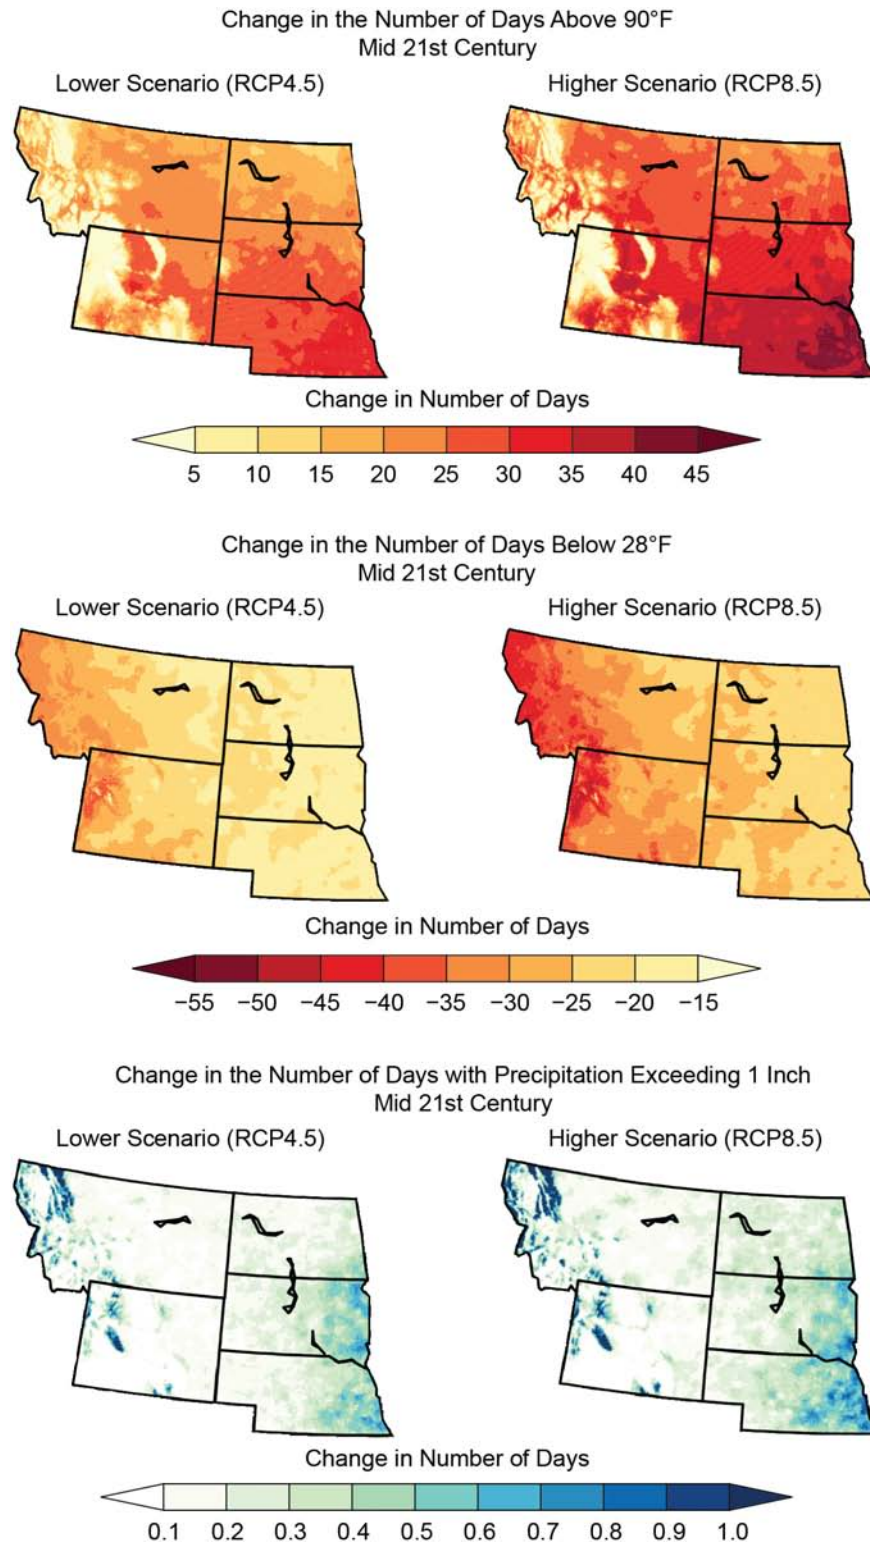 Change in the Number of Days Above 90°F
Mid 21st Century
Lower Scenario (RCP4.5)
Higher Scenario (RCP8.5)
Change in Number of Days
5 10 15 20 25 30 35 40 45
Change in the Number of Days Below 28°F
Mid 21st Century
Lower Scenario (RCP4.5)
Higher Scenario (RCP8.5)
Change in Number of Days
−55 −50 −45 −40 −35 −30 −25 −20 −15
Change in the Number of Days with Precipitation Exceeding 1 Inch
Mid 21st Century
Lower Scenario (RCP4.5)
Higher Scenario (RCP8.5)
Change in Number of Days
0.1 0.2 0.3 0.4 0.5 0.6 0.7 0.8 0.9 1.0